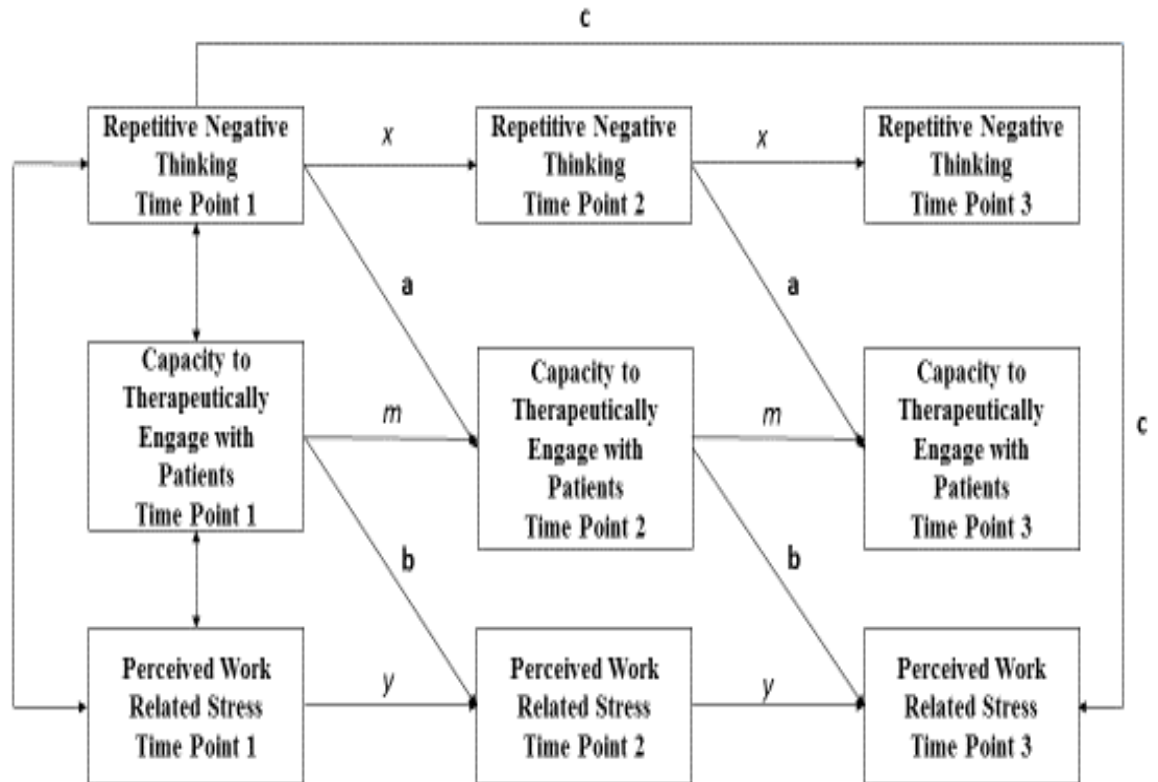 c
Repetitive Negative
Thinking
Time Point 1
x
Repetitive Negative
Thinking
Time Point 2
x
Repetitive Negative
Thinking
Time Point 3
a
a
Capacity to
Therapeutically
Engage with
Patients
Time Point 1
m
Capacity to
Therapeutically
Engage with
Patients
Time Point 2
m
Capacity to
Therapeutically
Engage with
Patients
Time Point 3
c
b
b
Perceived Work
Related Stress
Time Point 1
y
Perceived Work
Related Stress
Time Point 2
y
Perceived Work
Related Stress
Time Point 3